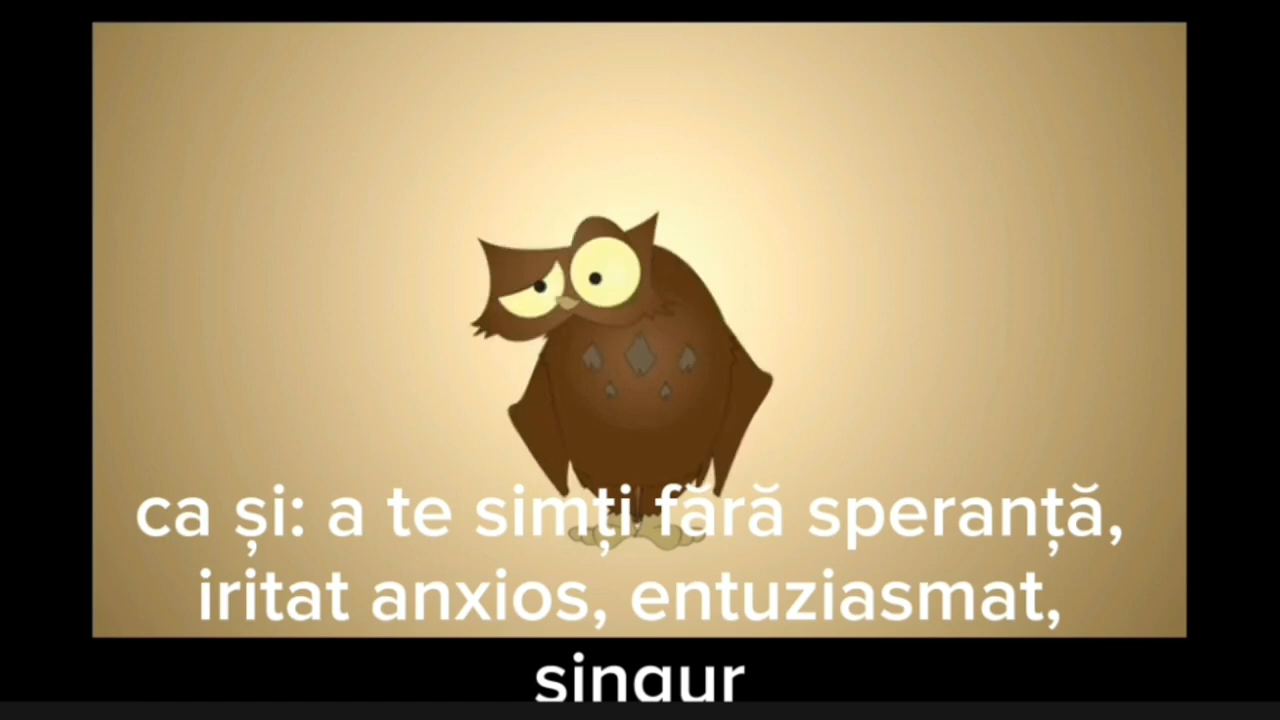 ca și: a te simți fără speranță,
iritat anxios, entuziasmat,
singur